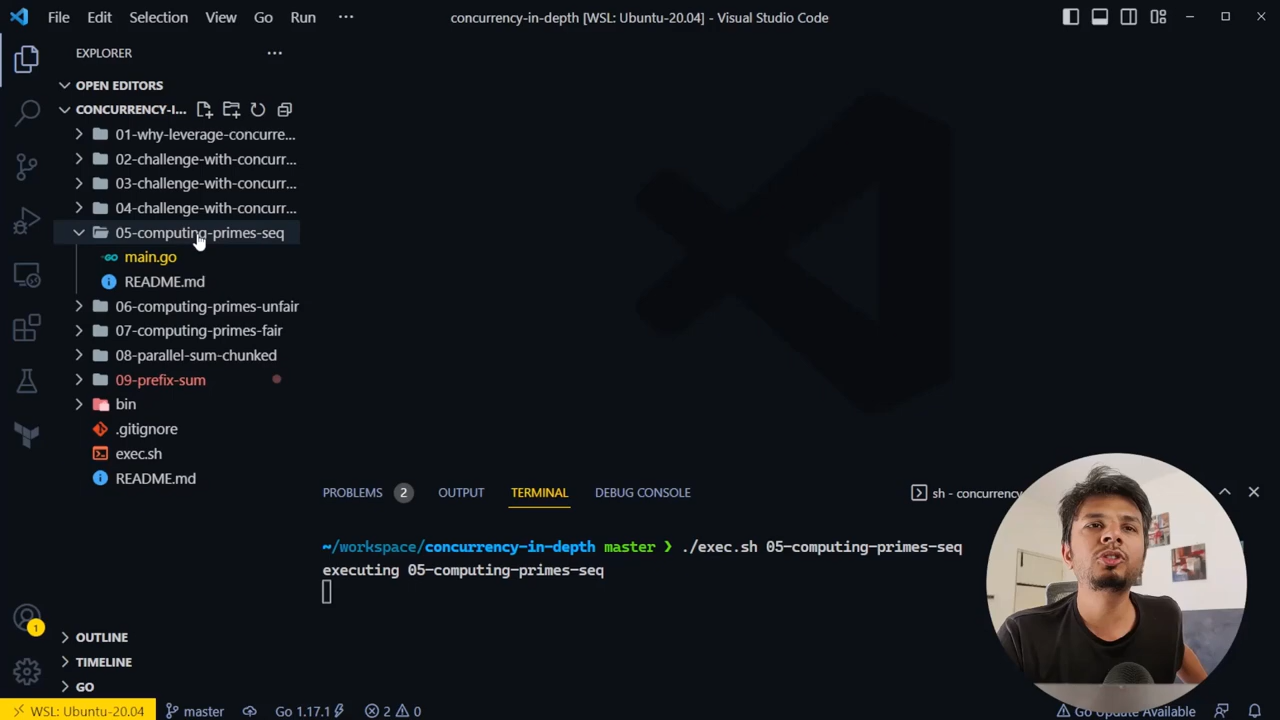 File Edit Selection View Go Run ···
concurrency-in-depth [WSL: Ubuntu-20.04] - Visual Studio Code
EXPLORER
OPEN EDITORS
CONCURRENCY-I...
01-why-leverage-concurre...
02-challenge-with-concurr...
03-challenge-with-concurr...
04-challenge-with-concurr...
05-computing-primes-seq
main.go
README.md
06-computing-primes-unfair
07-computing-primes-fair
08-parallel-sum-chunked
09-prefix-sum
bin
.gitignore
exec.sh
README.md
OUTLINE
TIMELINE
GO
PROBLEMS 2 OUTPUT TERMINAL DEBUG CONSOLE
sh - concurrency
~/workspace/concurrency-in-depth master ❯ ./exec.sh 05-computing-primes-seq
executing 05-computing-primes-seq
1
WSL: Ubuntu-20.04 master Go 1.17.1 2 0 Go Update Available